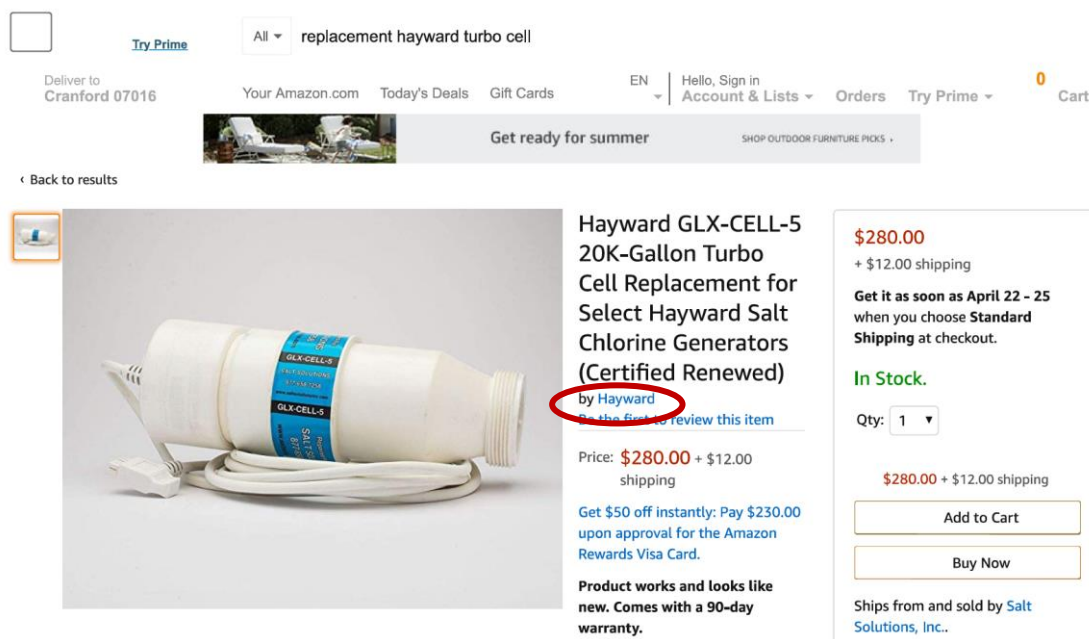 Try Prime
All replacement hayward turbo cell
Deliver to
Cranford 07016
Your Amazon.com Today's Deals Gift Cards
EN
Hello, Sign in
Account & Lists Orders Try Prime
0
Cart
Get ready for summer
SHOP OUTDOOR FURNITURE PICKS ›
‹ Back to results
Hayward GLX-CELL-5
20K-Gallon Turbo
Cell Replacement for
Select Hayward Salt
Chlorine Generators
(Certified Renewed)
by Hayward
Be the first to review this item
Price: $280.00 + $12.00
shipping
Get $50 off instantly: Pay $230.00
upon approval for the Amazon
Rewards Visa Card.
Product works and looks like
new. Comes with a 90-day
warranty.
GLX-CELL-5
SALT SOLUTIONS
GLX-CELL-5
$280.00
+ $12.00 shipping
Get it as soon as April 22 - 25
when you choose Standard
Shipping at checkout.
In Stock.
Qty: 1
$280.00 + $12.00 shipping
Add to Cart
Buy Now
Ships from and sold by Salt
Solutions, Inc..